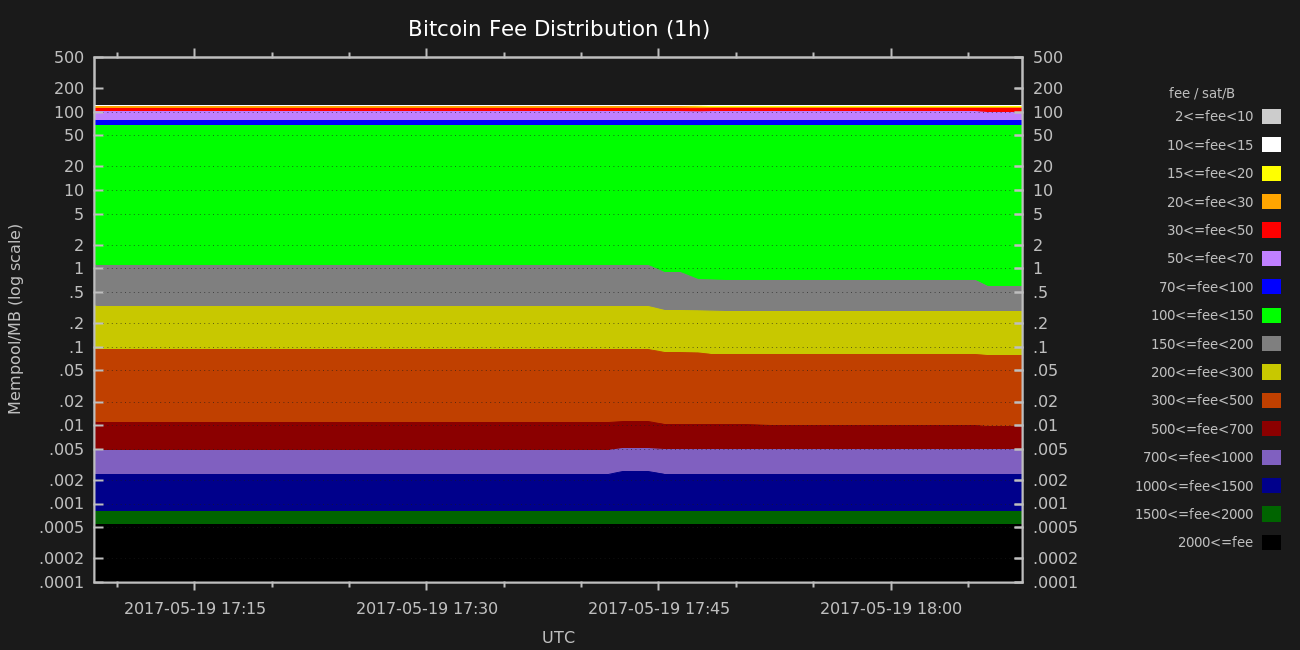 Bitcoin Fee Distribution (1h)
Mempool/MB (log scale)
500
200
100
50
20
10
5
2
1
.5
.2
.1
.05
.02
.01
.005
.002
.001
.0005
.0002
.0001
500
200
100
50
20
10
5
2
1
.5
.2
.1
.05
.02
.01
.005
.002
.001
.0005
.0002
.0001
2017-05-19 17:15
2017-05-19 17:30
2017-05-19 17:45
2017-05-19 18:00
UTC
fee / sat/B
2<=fee<10
10<=fee<15
15<=fee<20
20<=fee<30
30<=fee<50
50<=fee<70
70<=fee<100
100<=fee<150
150<=fee<200
200<=fee<300
300<=fee<500
500<=fee<700
700<=fee<1000
1000<=fee<1500
1500<=fee<2000
2000<=fee